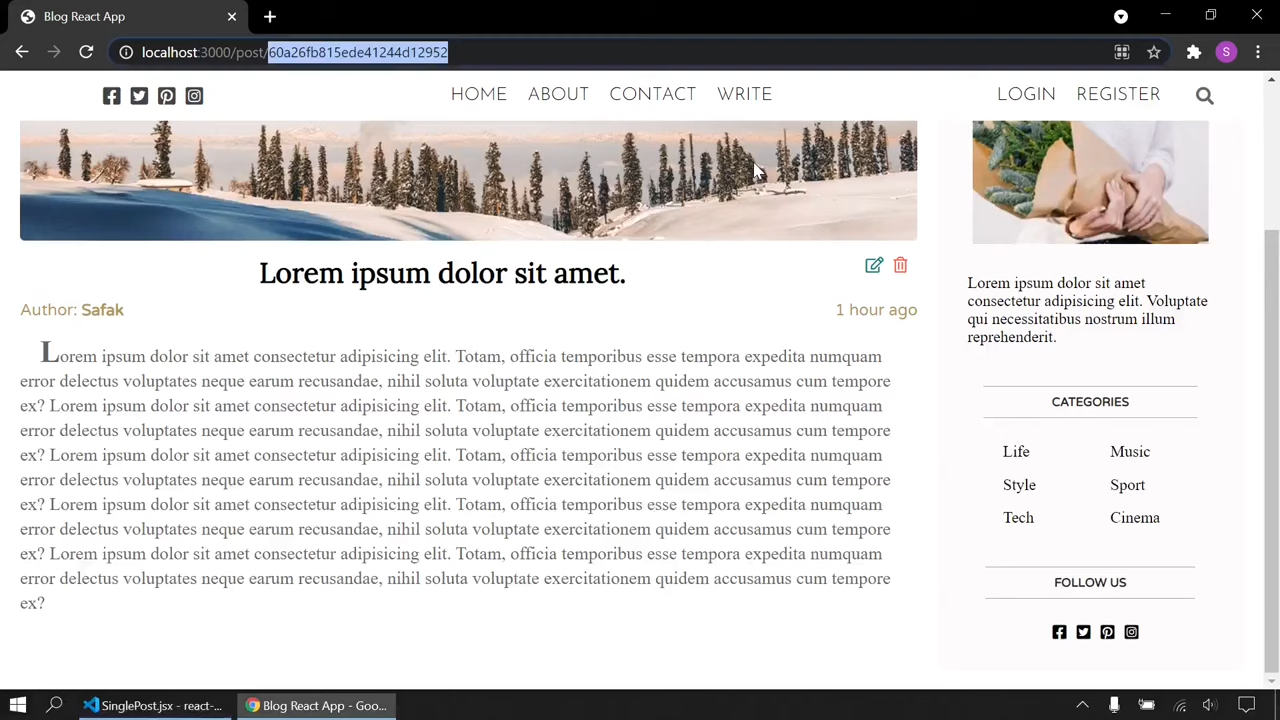 Blog React App
localhost:3000/post/60a26fb815ede41244d12952
S
HOME ABOUT CONTACT WRITE
LOGIN REGISTER
Lorem ipsum dolor sit amet.
Author: Safak
1 hour ago
Lorem ipsum dolor sit amet consectetur adipisicing elit. Totam, officia temporibus esse tempora expedita numquam
error delectus voluptates neque earum recusandae, nihil soluta voluptate exercitationem quidem accusamus cum tempore
ex? Lorem ipsum dolor sit amet consectetur adipisicing elit. Totam, officia temporibus esse tempora expedita numquam
error delectus voluptates neque earum recusandae, nihil soluta voluptate exercitationem quidem accusamus cum tempore
ex? Lorem ipsum dolor sit amet consectetur adipisicing elit. Totam, officia temporibus esse tempora expedita numquam
error delectus voluptates neque earum recusandae, nihil soluta voluptate exercitationem quidem accusamus cum tempore
ex? Lorem ipsum dolor sit amet consectetur adipisicing elit. Totam, officia temporibus esse tempora expedita numquam
error delectus voluptates neque earum recusandae, nihil soluta voluptate exercitationem quidem accusamus cum tempore
ex? Lorem ipsum dolor sit amet consectetur adipisicing elit. Totam, officia temporibus esse tempora expedita numquam
error delectus voluptates neque earum recusandae, nihil soluta voluptate exercitationem quidem accusamus cum tempore
ex?
Lorem ipsum dolor sit amet
consectetur adipisicing elit. Voluptate
qui necessitatibus nostrum illum
reprehenderit.
CATEGORIES
Life Music
Style Sport
Tech Cinema
FOLLOW US
SinglePost.jsx - react-...
Blog React App - Goo...